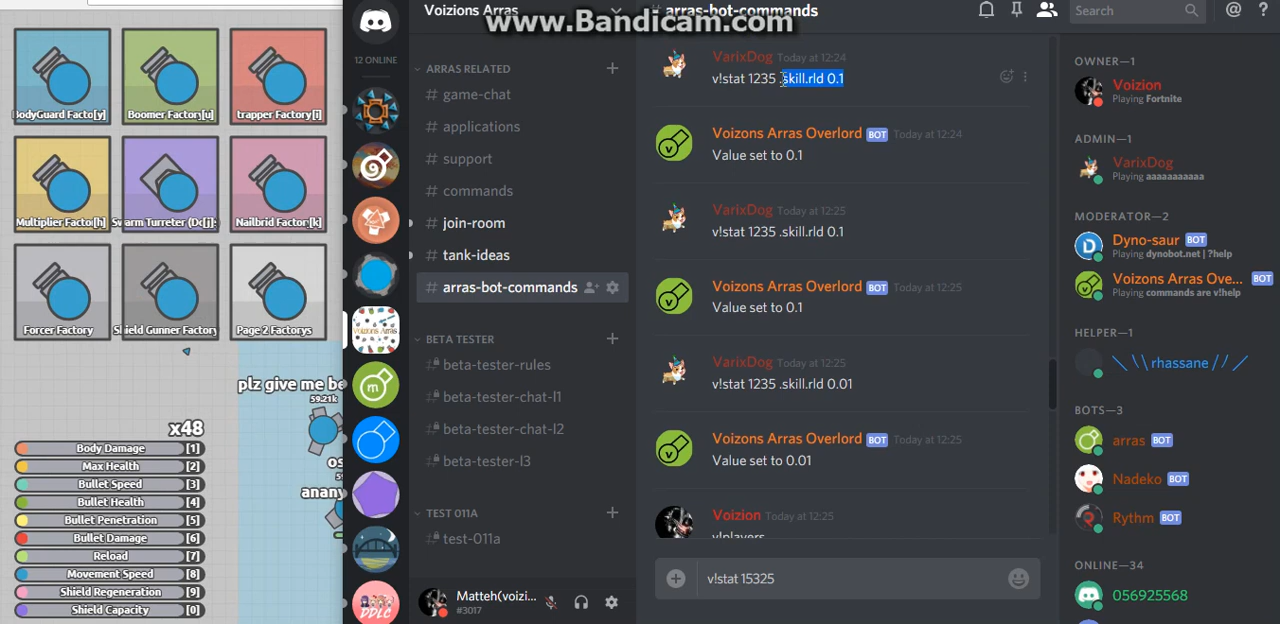 www.Bandicam.com
BodyGuard Facto[y]
Boomer Factory[u]
trapper Factory[i]
Multiplier Facto[h]
Swarm Turreter (Dc[j]
Nailbrid Factor[k]
Forcer Factory
Shield Gunner Factory
Page 2 Factorys
plz give me be
59.21k
os
anany
x48
Body Damage [1]
Max Health [2]
Bullet Speed [3]
Bullet Health [4]
Bullet Penetration [5]
Bullet Damage [6]
Reload [7]
Movement Speed [8]
Shield Regeneration [9]
Shield Capacity [0]
12 ONLINE
m
DDLC
Voizions Arras
ARRAS RELATED
# game-chat
# applications
# support
# commands
# join-room
# tank-ideas
# arras-bot-commands
BETA TESTER
beta-tester-rules
beta-tester-chat-l1
beta-tester-chat-l2
beta-tester-l3
TEST 011A
test-011a
Matteh(voizi...
#3017
arras-bot-commands
Search
VarixDog Today at 12:24
v!stat 1235 .skill.rld 0.1
Voizons Arras Overlord BOT Today at 12:24
Value set to 0.1
VarixDog Today at 12:25
v!stat 1235 .skill.rld 0.1
Voizons Arras Overlord BOT Today at 12:25
Value set to 0.1
VarixDog Today at 12:25
v!stat 1235 .skill.rld 0.01
Voizons Arras Overlord BOT Today at 12:25
Value set to 0.01
Voizion Today at 12:25
v!players
v!stat 15325
OWNER—1
Voizion
Playing Fortnite
ADMIN—1
VarixDog
Playing aaaaaaaaaaa
MODERATOR—2
Dyno-saur BOT
Playing dynobot.net | ?help
Voizons Arras Ove... BOT
Playing commands are v!help
HELPER—1
\ \\ rhassane // /
BOTS—3
arras BOT
Nadeko BOT
Rythm BOT
ONLINE—34
056925568